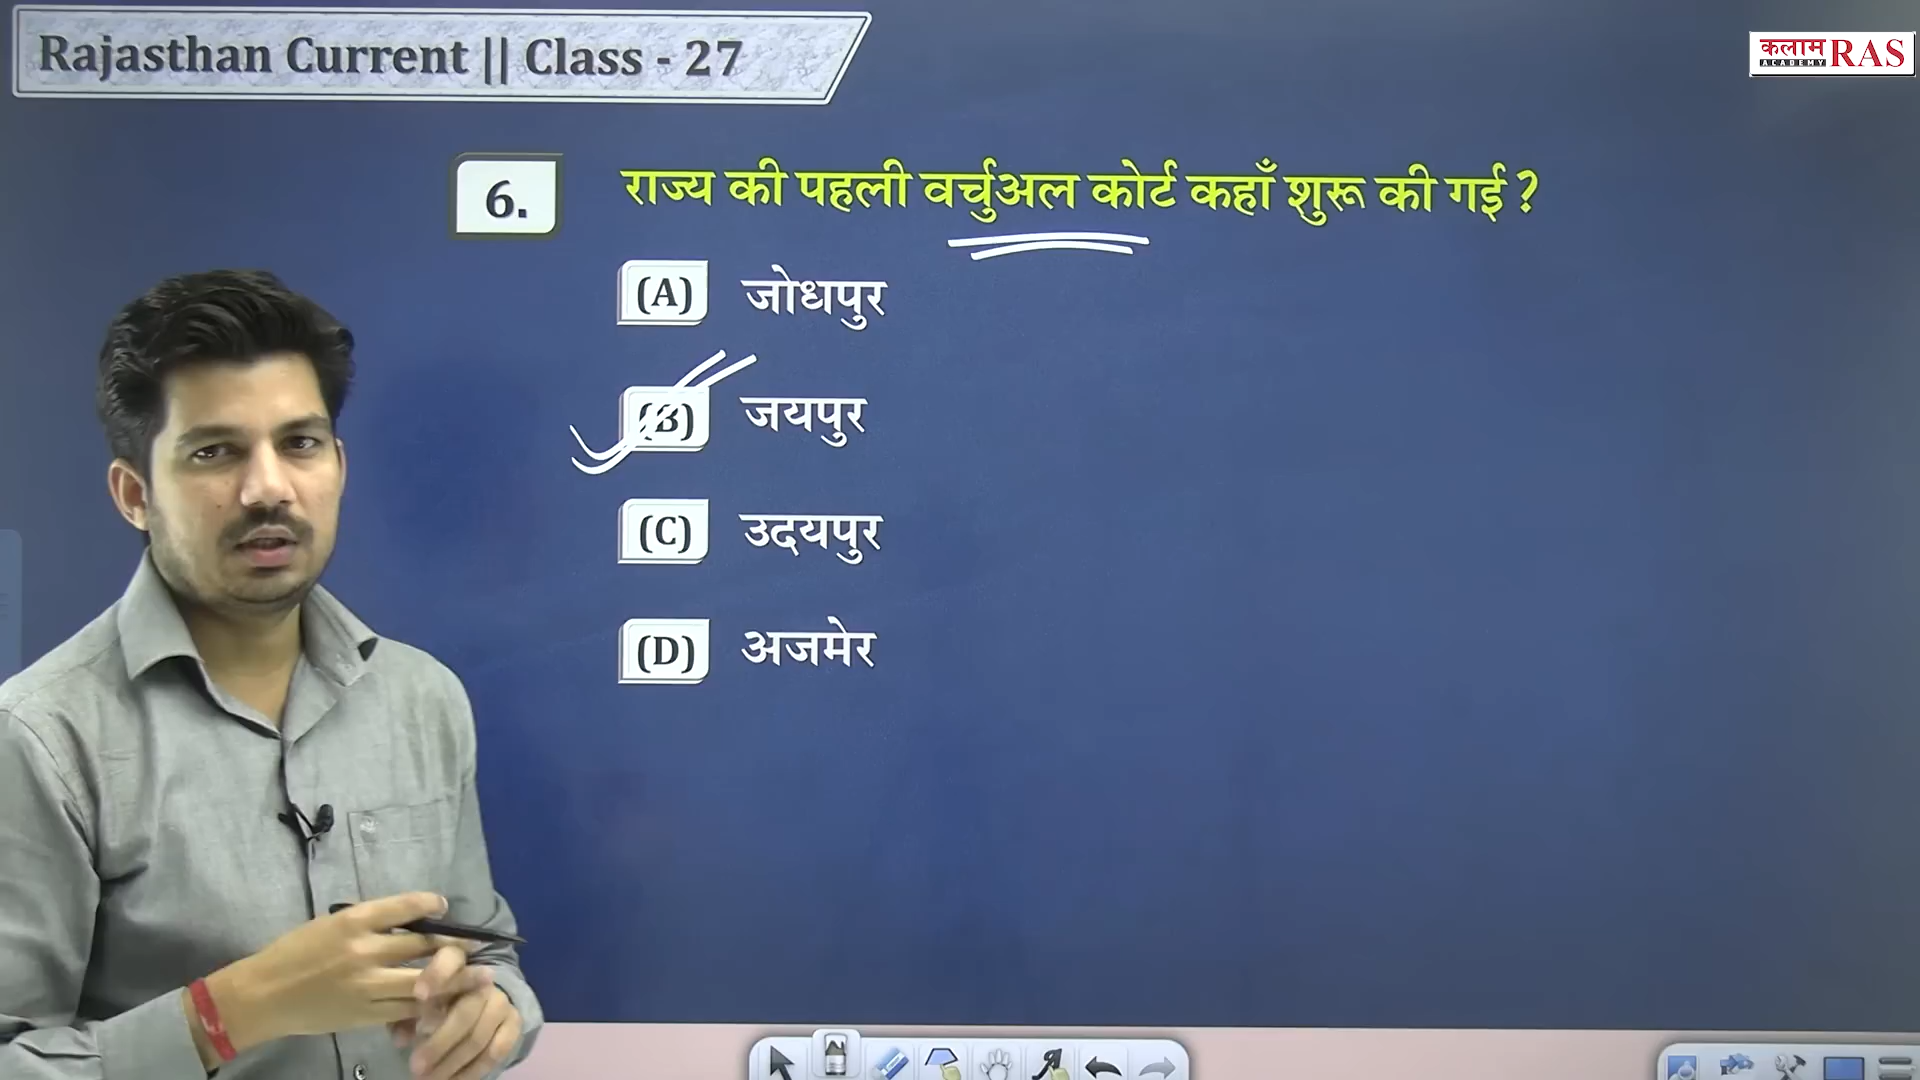 Rajasthan Current || Class - 27
कलाम RAS
ACADEMY
6. राज्य की पहली वर्चुअल कोर्ट कहाँ शुरू की गई ?
(A) जोधपुर
(B) जयपुर
(C) उदयपुर
(D) अजमेर